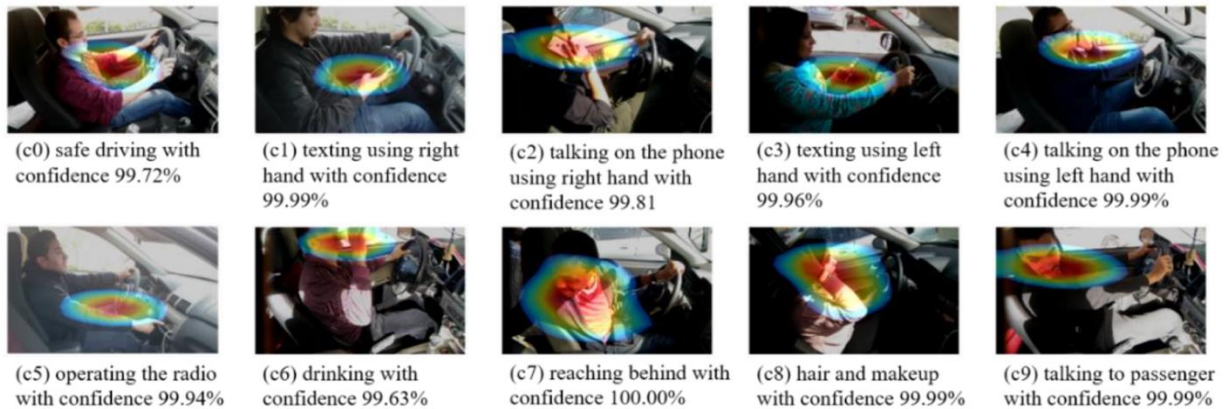 (c0) safe driving with
confidence 99.72%
(c1) texting using right
hand with confidence
99.99%
(c2) talking on the phone
using right hand with
confidence 99.81
(c3) texting using left
hand with confidence
99.96%
(c4) talking on the phone
using left hand with
confidence 99.99%
(c5) operating the radio
with confidence 99.94%
(c6) drinking with
confidence 99.63%
(c7) reaching behind with
confidence 100.00%
(c8) hair and makeup
with confidence 99.99%
(c9) talking to passenger
with confidence 99.99%